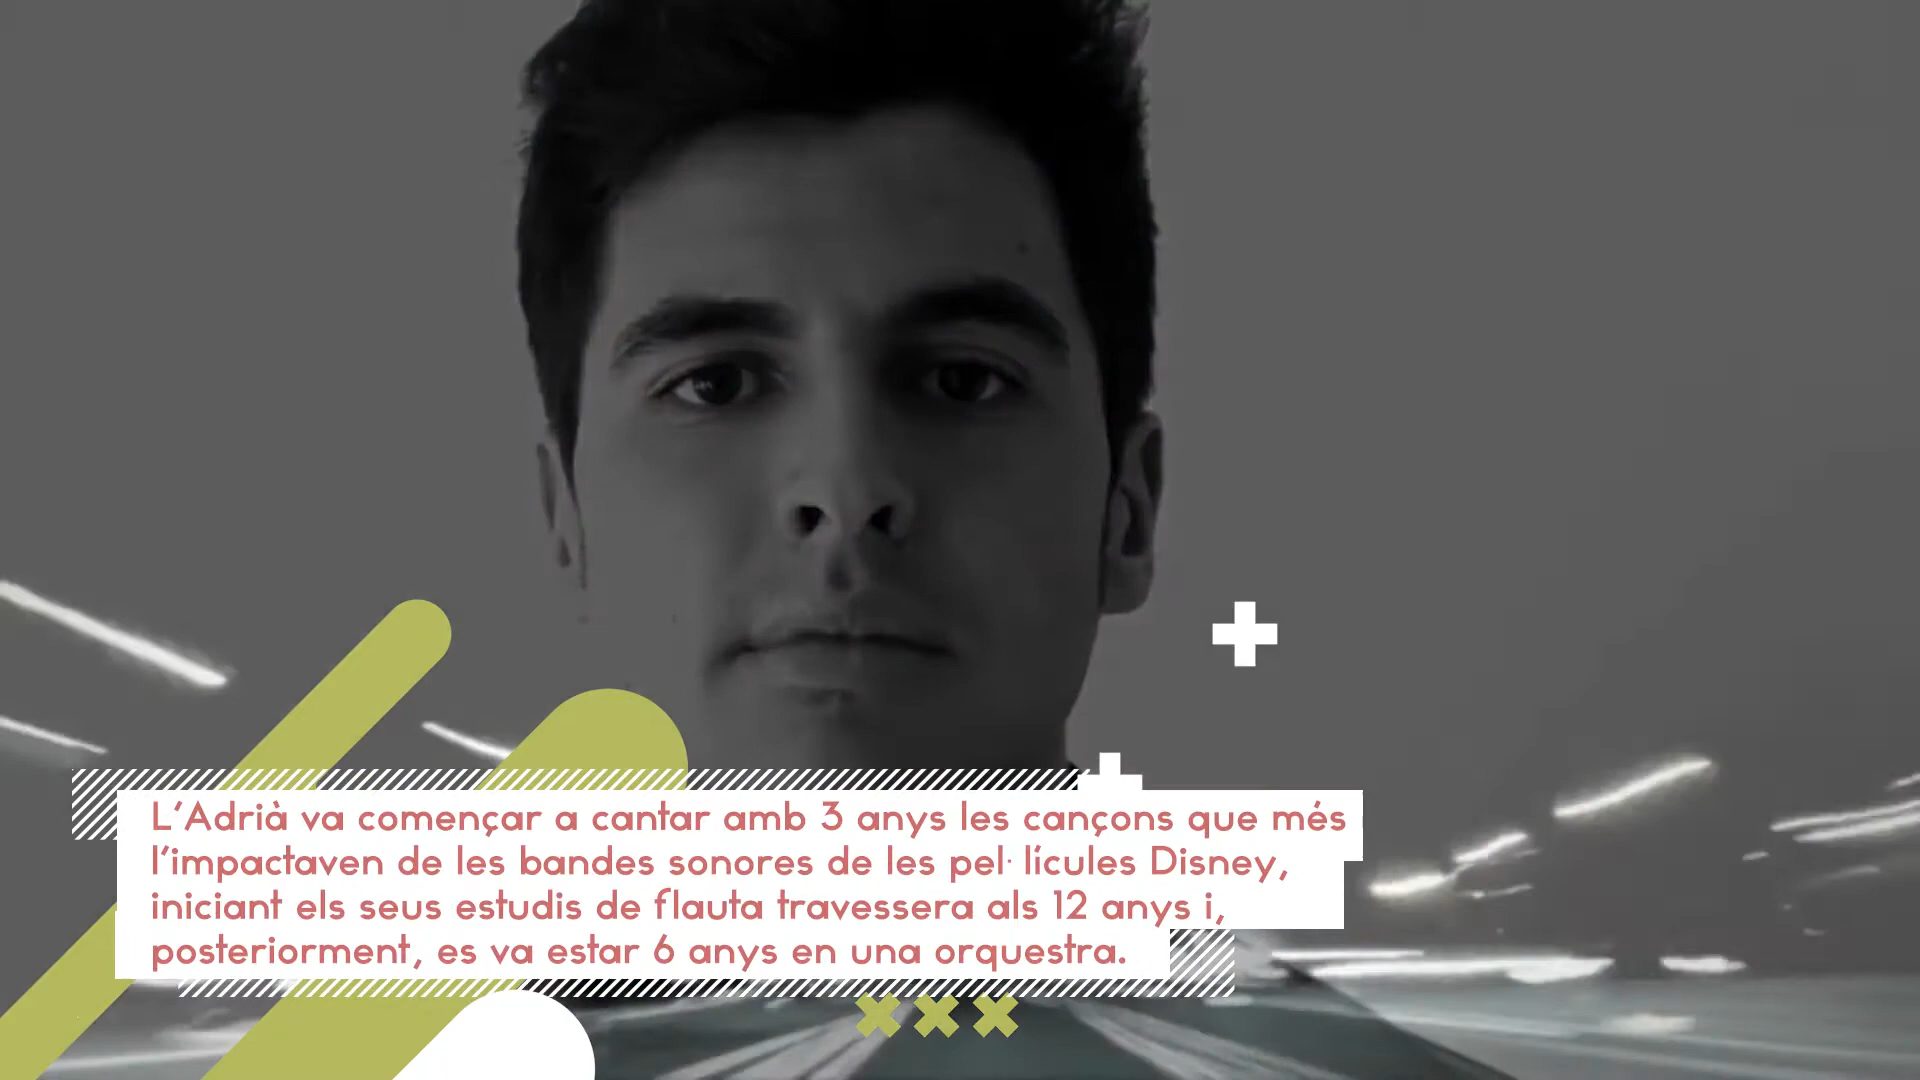 L'Adrià va començar a cantar amb 3 anys les cançons que més
l'impactaven de les bandes sonores de les pel· lícules Disney,
iniciant els seus estudis de flauta travessera als 12 anys i,
posteriorment, es va estar 6 anys en una orquestra.